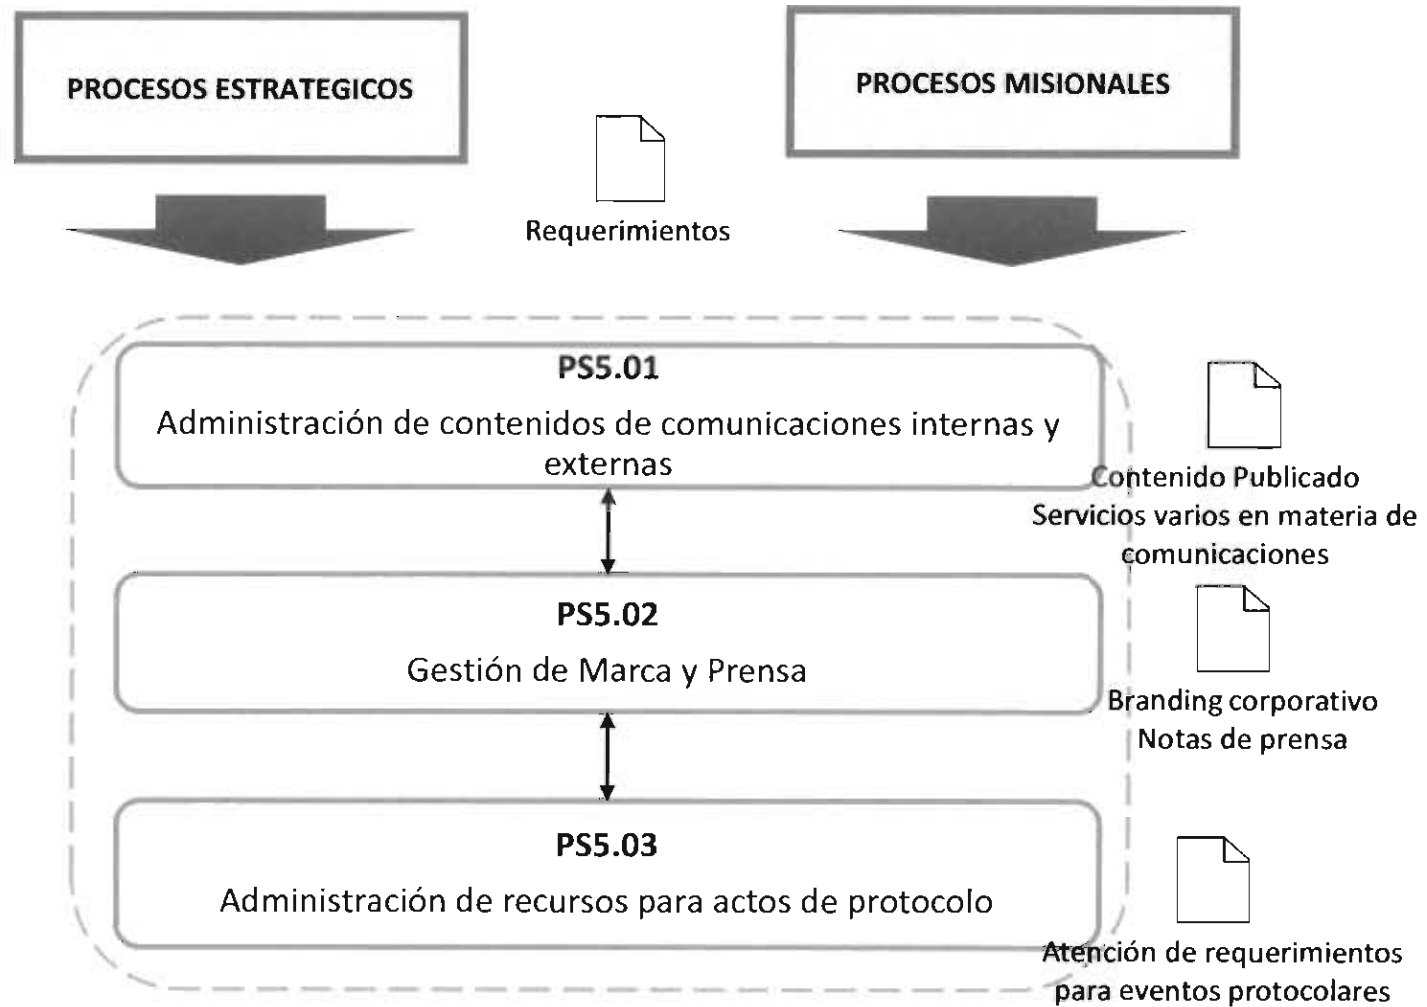 PROCESOS ESTRATEGICOS
PROCESOS MISIONALES
Requerimientos
PS5.01
Administración de contenidos de comunicaciones internas y
externas
Contenido Publicado
Servicios varios en materia de
comunicaciones
PS5.02
Gestión de Marca y Prensa
Branding corporativo
Notas de prensa
PS5.03
Administración de recursos para actos de protocolo
Atención de requerimientos
para eventos protocolares